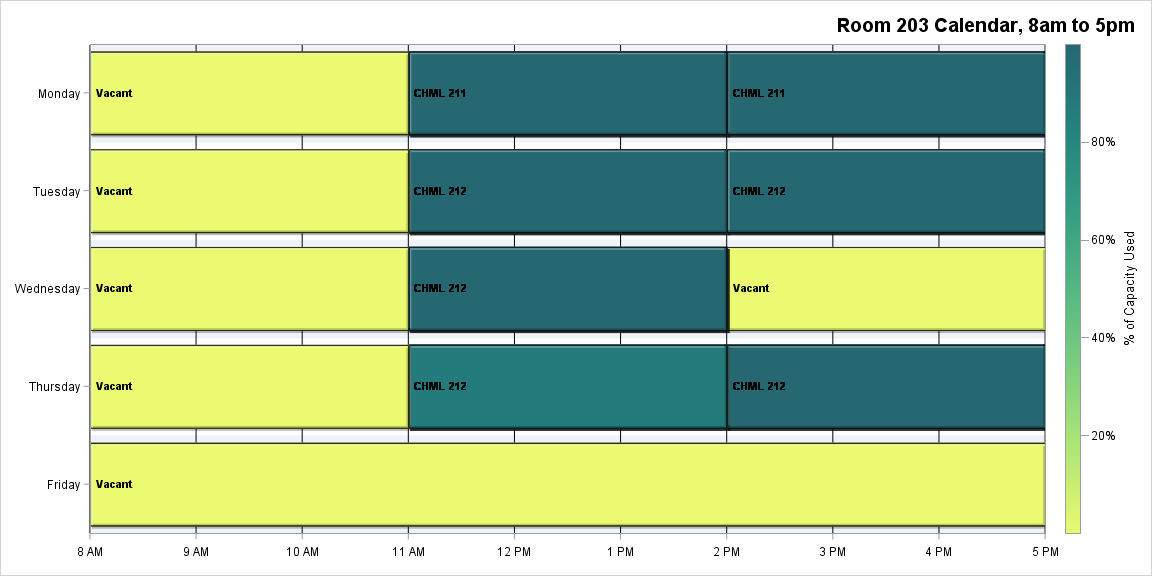 Room 203 Calendar, 8am to 5pm
Monday Vacant CHML 211 CHML 211
Tuesday Vacant CHML 212 CHML 212
Wednesday Vacant CHML 212 Vacant
Thursday Vacant CHML 212 CHML 212
Friday Vacant
8 AM 9 AM 10 AM 11 AM 12 PM 1 PM 2 PM 3 PM 4 PM 5 PM
80%
60%
40%
20%
% of Capacity Used